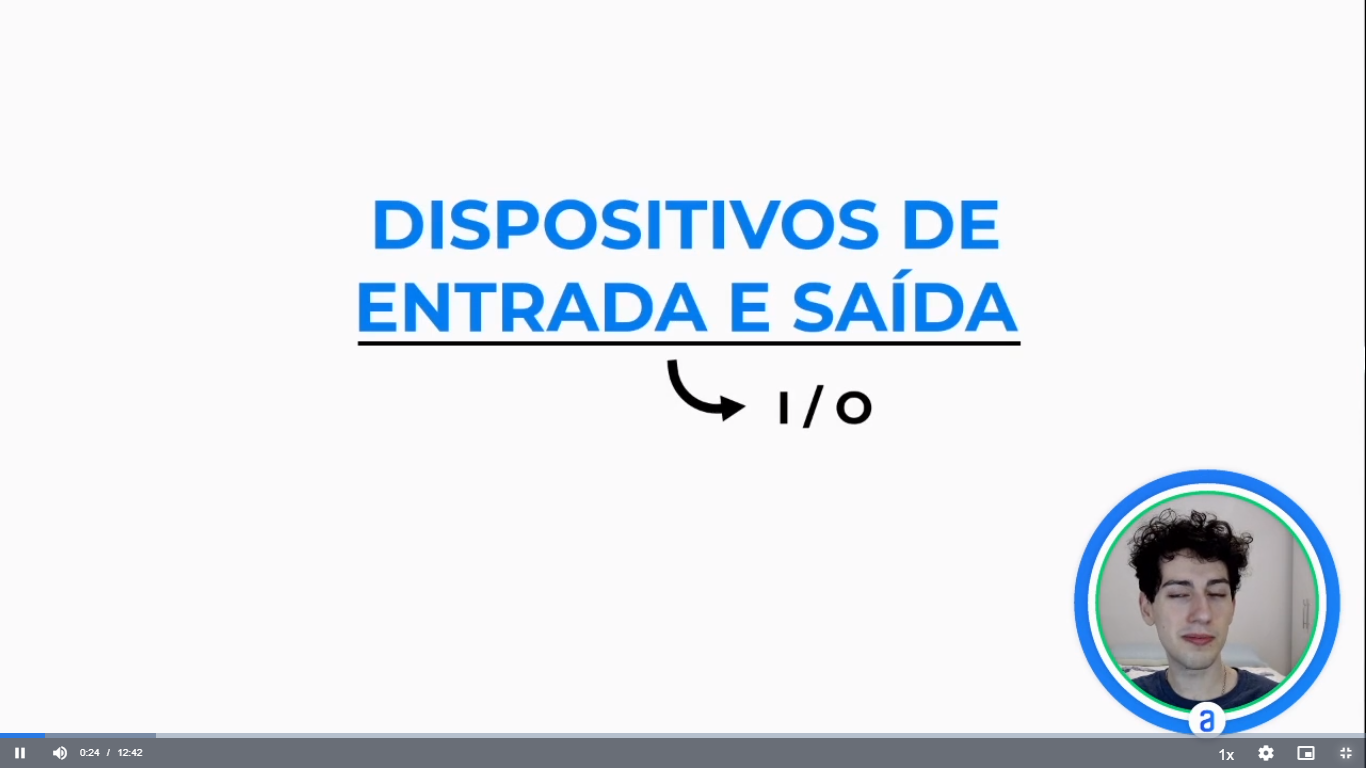 DISPOSITIVOS DE
ENTRADA E SAÍDA
I / O
a
0:24 / 12:42
1x